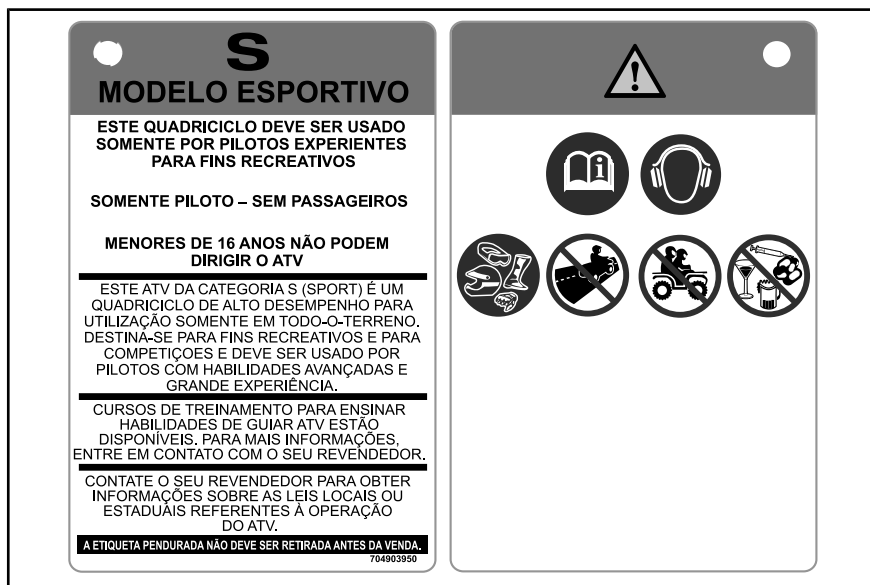 S
MODELO ESPORTIVO
ESTE QUADRICICLO DEVE SER USADO
SOMENTE POR PILOTOS EXPERIENTES
PARA FINS RECREATIVOS
SOMENTE PILOTO – SEM PASSAGEIROS
MENORES DE 16 ANOS NÃO PODEM
DIRIGIR O ATV
ESTE ATV DA CATEGORIA S (SPORT) É UM
QUADRICICLO DE ALTO DESEMPENHO PARA
UTILIZAÇÃO SOMENTE EM TODO-O-TERRENO.
DESTINA-SE PARA FINS RECREATIVOS E PARA
COMPETIÇOES E DEVE SER USADO POR
PILOTOS COM HABILIDADES AVANÇADAS E
GRANDE EXPERIÊNCIA.
CURSOS DE TREINAMENTO PARA ENSINAR
HABILIDADES DE GUIAR ATV ESTÃO
DISPONÍVEIS. PARA MAIS INFORMAÇÕES,
ENTRE EM CONTATO COM O SEU REVENDEDOR.
CONTATE O SEU REVENDEDOR PARA OBTER
INFORMAÇÕES SOBRE AS LEIS LOCAIS OU
ESTADUAIS REFERENTES À OPERAÇÃO
DO ATV.
A ETIQUETA PENDURADA NÃO DEVE SER RETIRADA ANTES DA VENDA.
704903950